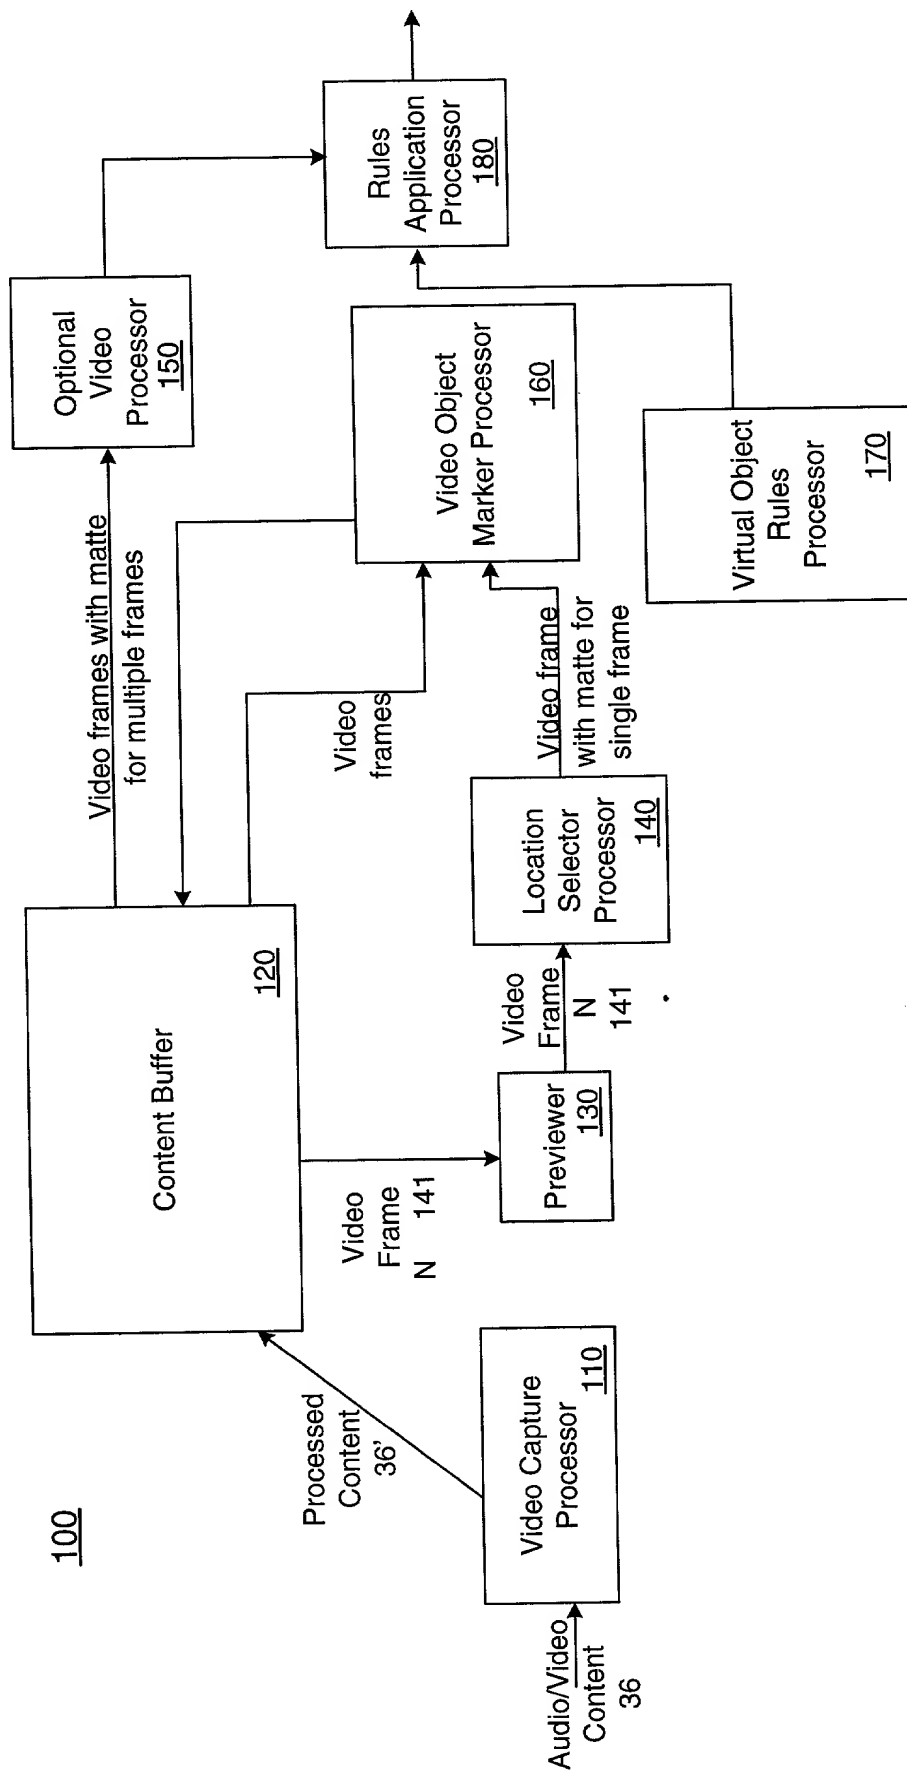 100
Audio/Video
Content
36
Video Capture
Processor
110
Processed
Content
36'
Content Buffer
120
Video
Frame
N 141
Previewer
130
Video
Frame
N
141
Location
Selector
Processor
140
Video frame
with matte for
single frame
Video
frames
Video frames with matte
for multiple frames
Optional
Video
Processor
150
Video Object
Marker Processor
160
Virtual Object
Rules
Processor
170
Rules
Application
Processor
180